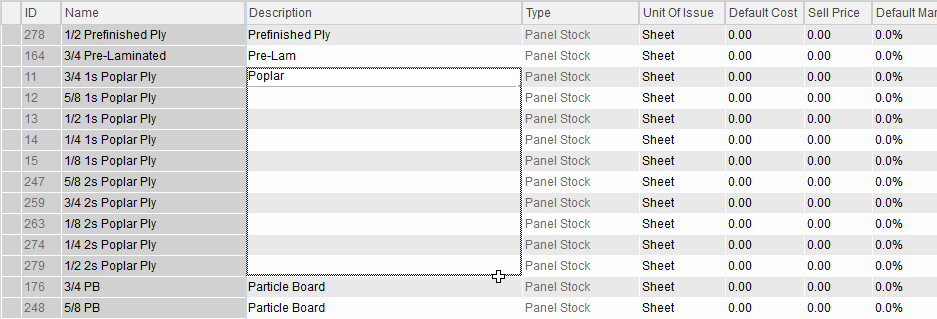 ID Name Description Type Unit Of Issue Default Cost Sell Price Default Mar
278 1/2 Prefinished Ply Prefinished Ply Panel Stock Sheet 0.00 0.00 0.0%
164 3/4 Pre-Laminated Pre-Lam Panel Stock Sheet 0.00 0.00 0.0%
11 3/4 1s Poplar Ply Poplar Panel Stock Sheet 0.00 0.00 0.0%
12 5/8 1s Poplar Ply Panel Stock Sheet 0.00 0.00 0.0%
13 1/2 1s Poplar Ply Panel Stock Sheet 0.00 0.00 0.0%
14 1/4 1s Poplar Ply Panel Stock Sheet 0.00 0.00 0.0%
15 1/8 1s Poplar Ply Panel Stock Sheet 0.00 0.00 0.0%
247 5/8 2s Poplar Ply Panel Stock Sheet 0.00 0.00 0.0%
259 3/4 2s Poplar Ply Panel Stock Sheet 0.00 0.00 0.0%
263 1/8 2s Poplar Ply Panel Stock Sheet 0.00 0.00 0.0%
274 1/4 2s Poplar Ply Panel Stock Sheet 0.00 0.00 0.0%
279 1/2 2s Poplar Ply Panel Stock Sheet 0.00 0.00 0.0%
176 3/4 PB Particle Board Panel Stock Sheet 0.00 0.00 0.0%
248 5/8 PB Particle Board Panel Stock Sheet 0.00 0.00 0.0%